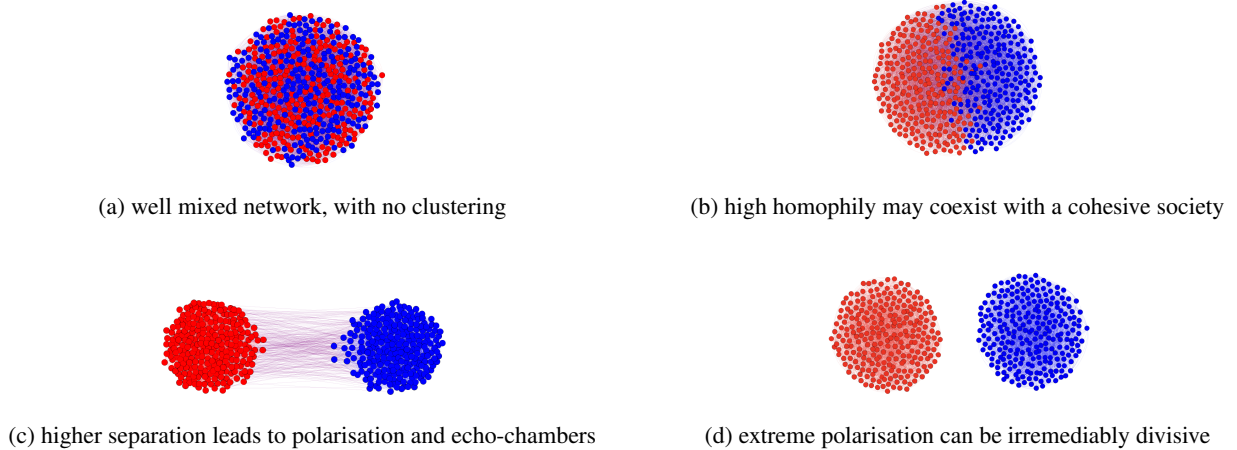 (a) well mixed network, with no clustering
(b) high homophily may coexist with a cohesive society
(c) higher separation leads to polarisation and echo-chambers
(d) extreme polarisation can be irremediably divisive